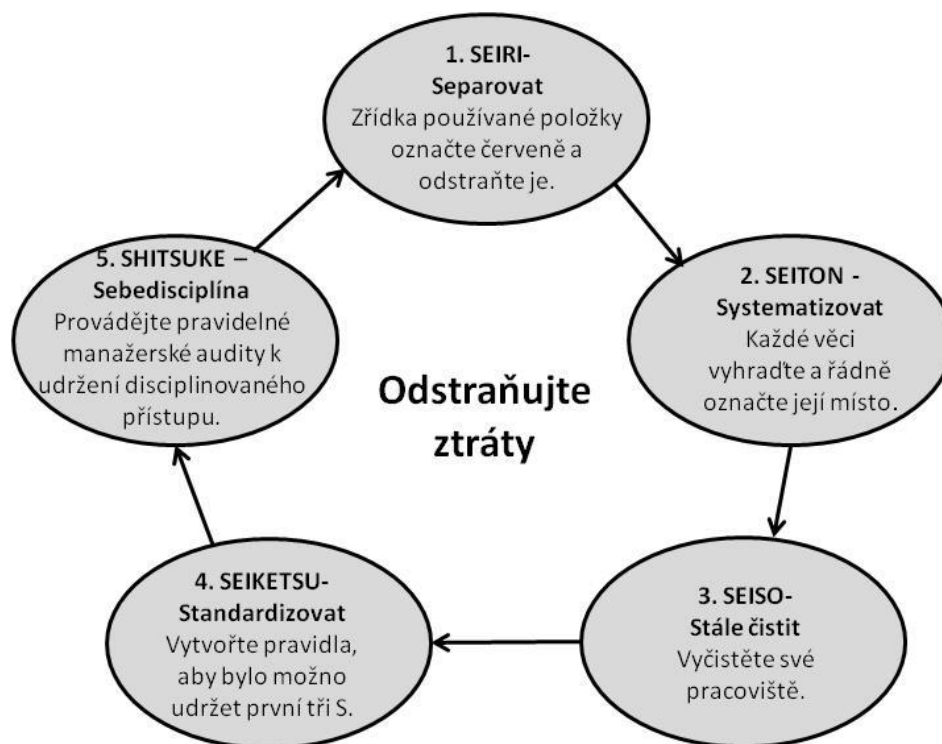 1. SEIRI-
Separovat
Zřídka používané položky
označte červeně a
odstraňte je.
2. SEITON -
Systematizovat
Každé věci
vyhraďte a řádně
označte její místo.
3. SEISO-
Stále čistit
Vyčistěte své
pracoviště.
4. SEIKETSU-
Standardizovat
Vytvořte pravidla,
aby bylo možno
udržet první tři S.
5. SHITSUKE –
Sebedisciplína
Provádějte pravidelné
manažerské audity k
udržení disciplinovaného
přístupu.
Odstraňujte
ztráty